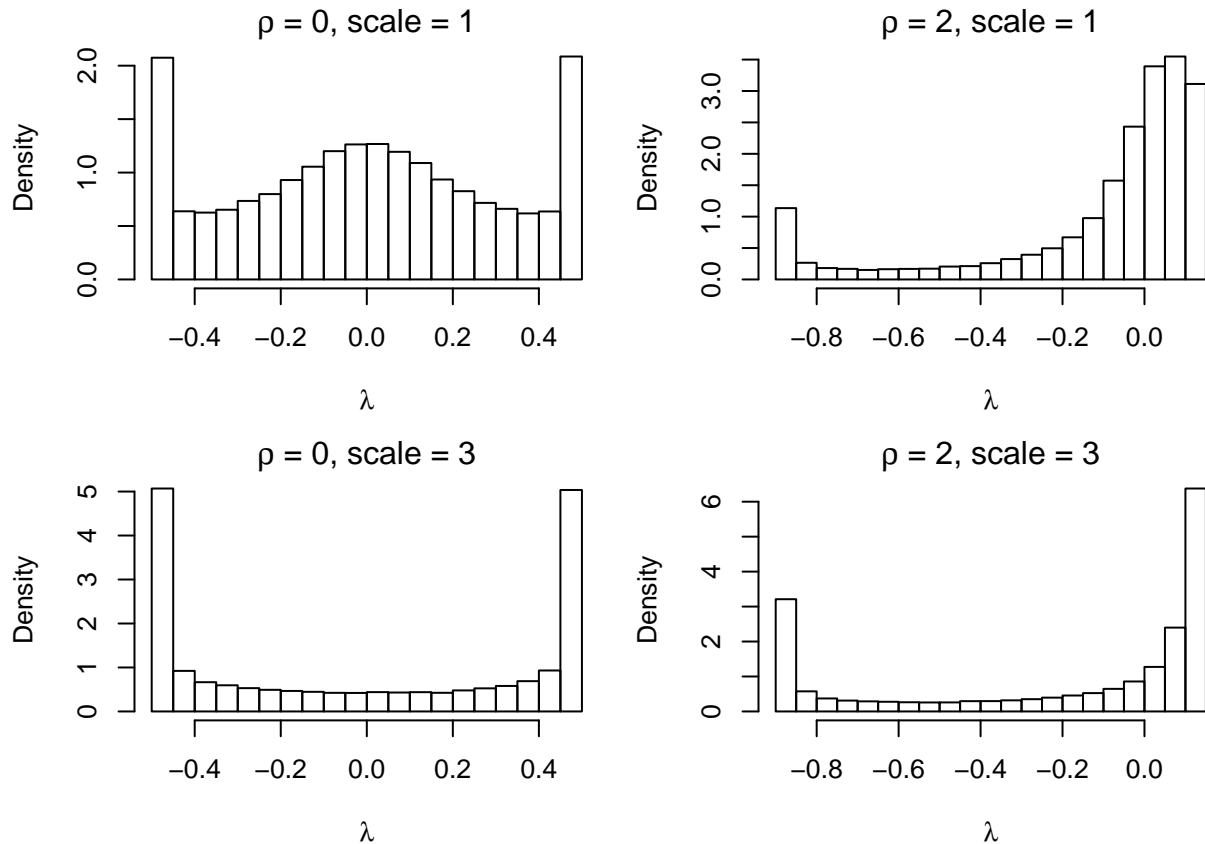 ρ = 0, scale = 1
Density
0.0 1.0 2.0
−0.4 −0.2 0.0 0.2 0.4
λ
ρ = 2, scale = 1
Density
0.0 1.0 2.0 3.0
−0.8 −0.6 −0.4 −0.2 0.0
λ
ρ = 0, scale = 3
Density
0 1 2 3 4 5
−0.4 −0.2 0.0 0.2 0.4
λ
ρ = 2, scale = 3
Density
0 2 4 6
−0.8 −0.6 −0.4 −0.2 0.0
λ